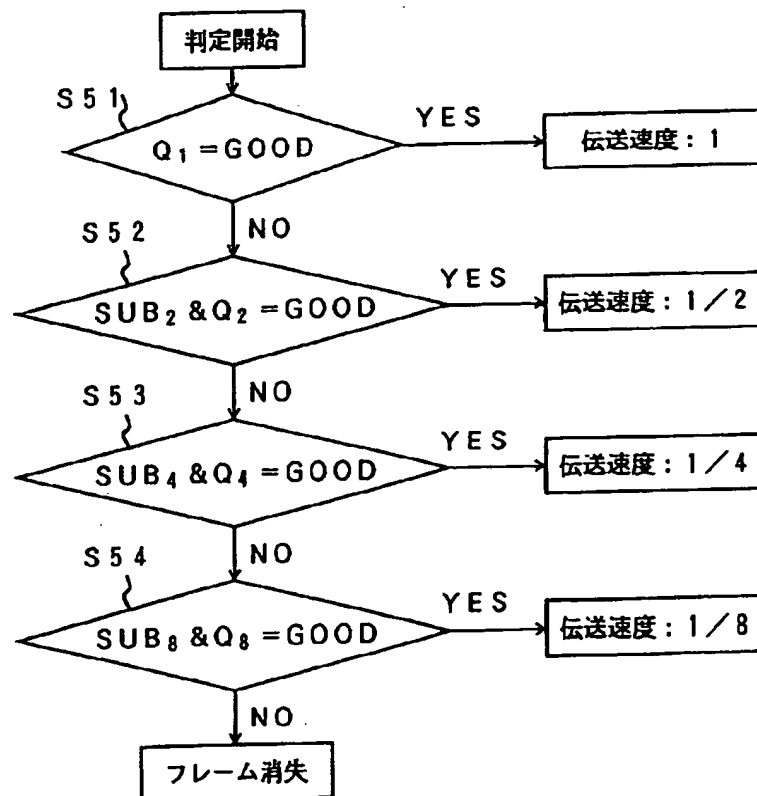 判定開始
S51
Q₁=GOOD
YES
伝送速度:1
NO
S52
SUB₂&Q₂=GOOD
YES
伝送速度:1/2
NO
S53
SUB₄&Q₄=GOOD
YES
伝送速度:1/4
NO
S54
SUB₈&Q₈=GOOD
YES
伝送速度:1/8
NO
フレーム消失